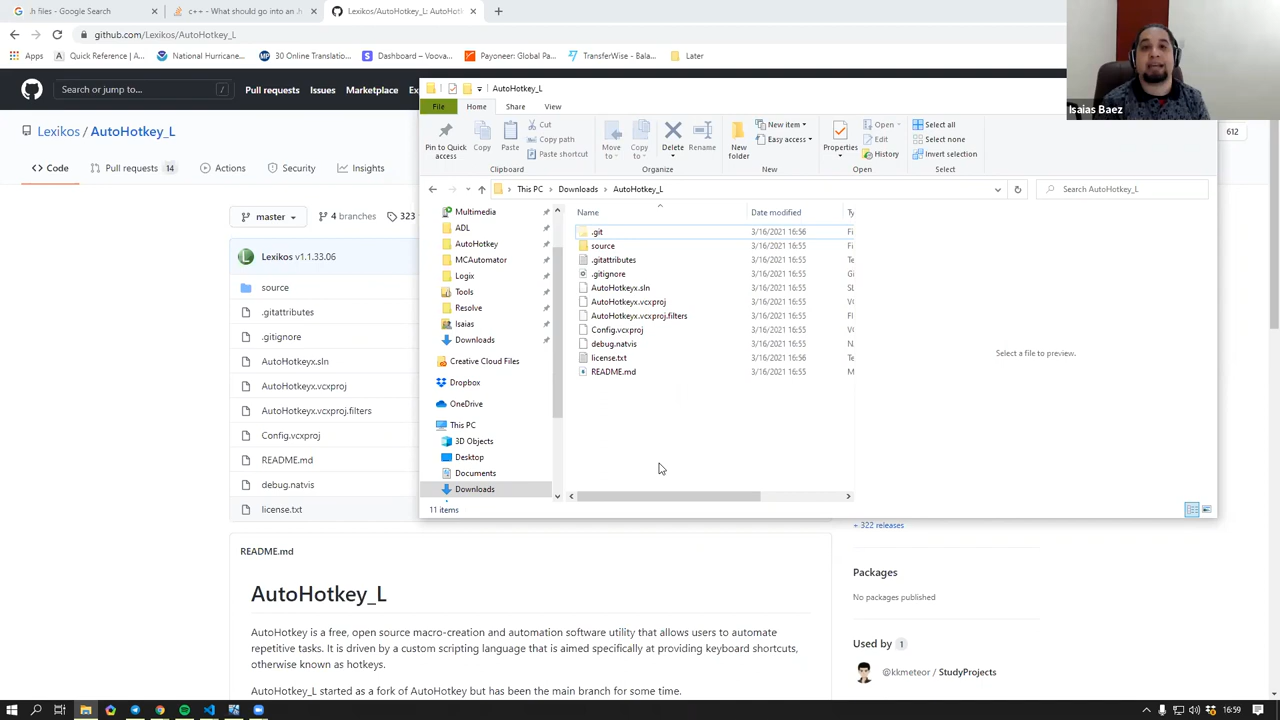 .h files - Google Search
c++ - What should go into an .h
Lexikos/AutoHotkey_L: AutoHotke
github.com/Lexikos/AutoHotkey_L
Apps
Quick Reference | A...
National Hurricane...
30 Online Translatio...
Dashboard ‹ Voova...
Payoneer: Global Pa...
TransferWise - Bala...
Later
Search or jump to...
/
Pull requests
Issues
Marketplace
Lexikos / AutoHotkey_L
Code
Pull requests 14
Actions
Security
Insights
612
master
4 branches
323
Lexikos v1.1.33.06
source
.gitattributes
.gitignore
AutoHotkeyx.sln
AutoHotkeyx.vcxproj
AutoHotkeyx.vcxproj.filters
Config.vcxproj
README.md
debug.natvis
license.txt
README.md
AutoHotkey_L
AutoHotkey is a free, open source macro-creation and automation software utility that allows users to automate
repetitive tasks. It is driven by a custom scripting language that is aimed specifically at providing keyboard shortcuts,
otherwise known as hotkeys.
AutoHotkey_L started as a fork of AutoHotkey but has been the main branch for some time.
+ 322 releases
Packages
No packages published
Used by 1
@kkmeteor / StudyProjects
AutoHotkey_L
File
Home
Share
View
Pin to Quick
access
Copy
Paste
Cut
Copy path
Paste shortcut
Clipboard
Move
to
Copy
to
Delete
Rename
Organize
New
folder
New item
Easy access
New
Properties
Open
Edit
History
Open
Select all
Select none
Invert selection
Select
This PC
Downloads
AutoHotkey_L
Search AutoHotkey_L
Multimedia
ADL
AutoHotkey
MCAutomator
Logix
Tools
Resolve
Isaias
Downloads
Creative Cloud Files
Dropbox
OneDrive
This PC
3D Objects
Desktop
Documents
Downloads
Name
Date modified
Ty
.git 3/16/2021 16:56 Fi
source 3/16/2021 16:55 Fi
.gitattributes 3/16/2021 16:55 Te
.gitignore 3/16/2021 16:55 Gi
AutoHotkeyx.sln 3/16/2021 16:55 SL
AutoHotkeyx.vcxproj 3/16/2021 16:55 VC
AutoHotkeyx.vcxproj.filters 3/16/2021 16:55 FI
Config.vcxproj 3/16/2021 16:55 VC
debug.natvis 3/16/2021 16:55 N.
license.txt 3/16/2021 16:56 Te
README.md 3/16/2021 16:55 M
Select a file to preview.
11 items
Isaias Baez
16:59